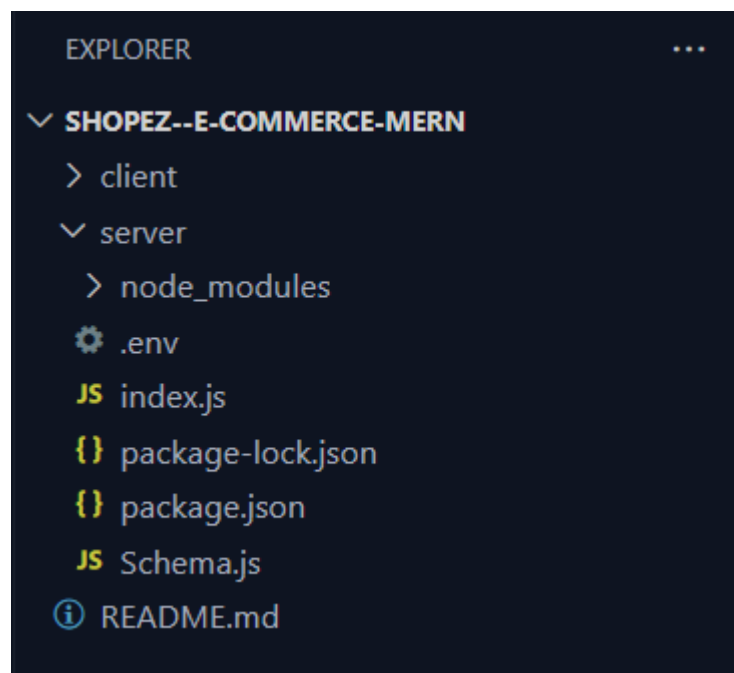 EXPLORER ...
SHOPEZ--E-COMMERCE-MERN
client
server
node_modules
.env
JS index.js
{} package-lock.json
{} package.json
JS Schema.js
README.md